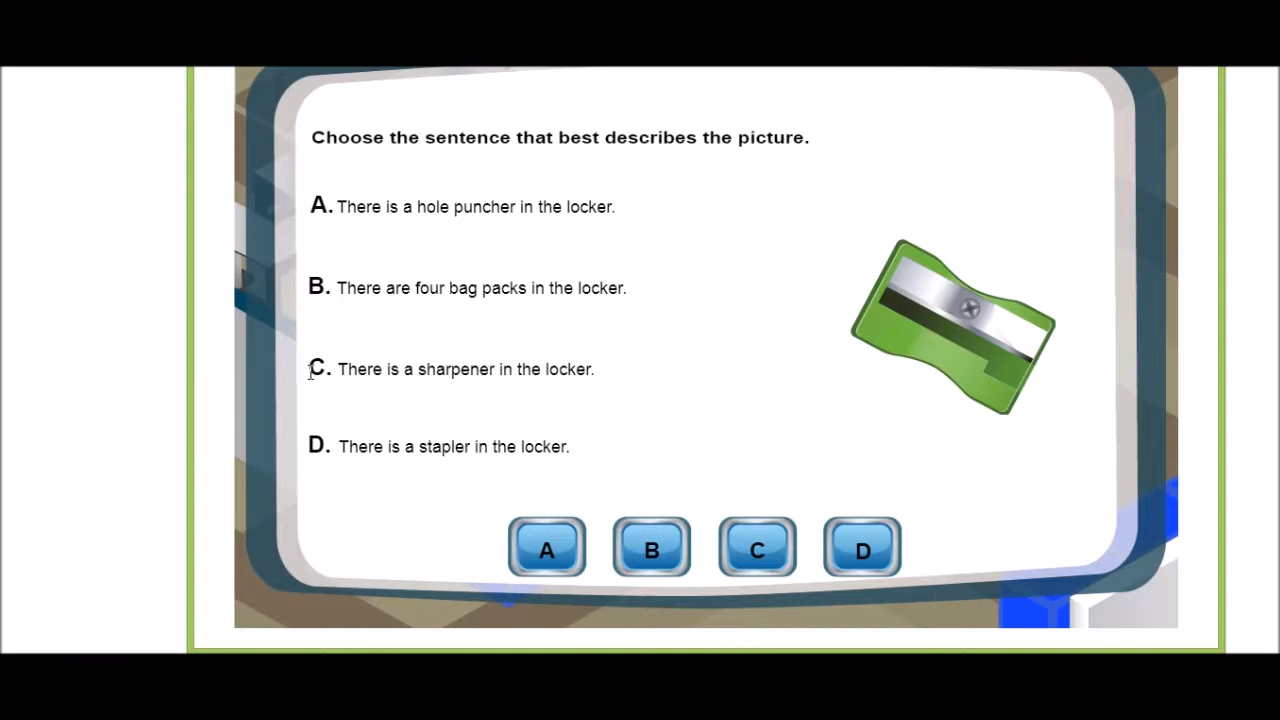 Choose the sentence that best describes the picture.
A. There is a hole puncher in the locker.
B. There are four bag packs in the locker.
C. There is a sharpener in the locker.
D. There is a stapler in the locker.
A B C D